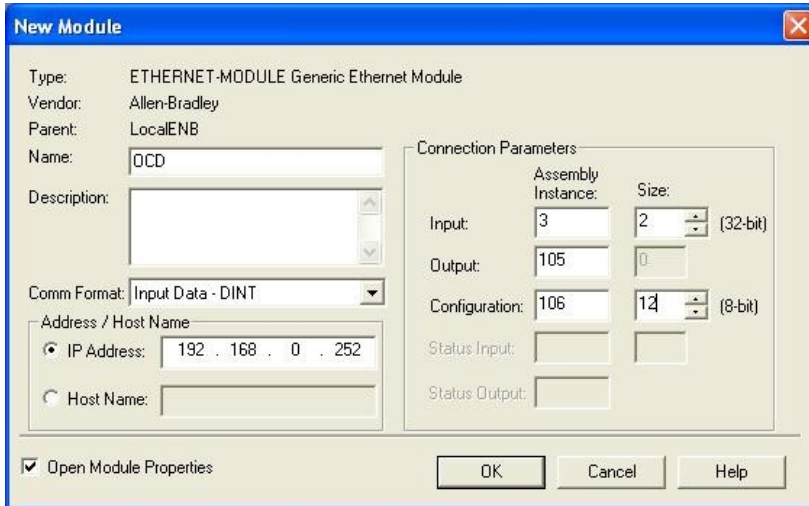 New Module
Type: ETHERNET-MODULE Generic Ethernet Module
Vendor: Allen-Bradley
Parent: LocalENB
Name: OCD
Description:
Comm Format: Input Data - DINT
Address / Host Name
IP Address: 192 . 168 . 0 . 252
Host Name:
Connection Parameters
Assembly Instance: Size:
Input: 3 2 (32-bit)
Output: 105 0
Configuration: 106 12 (8-bit)
Status Input:
Status Output:
Open Module Properties
OK Cancel Help